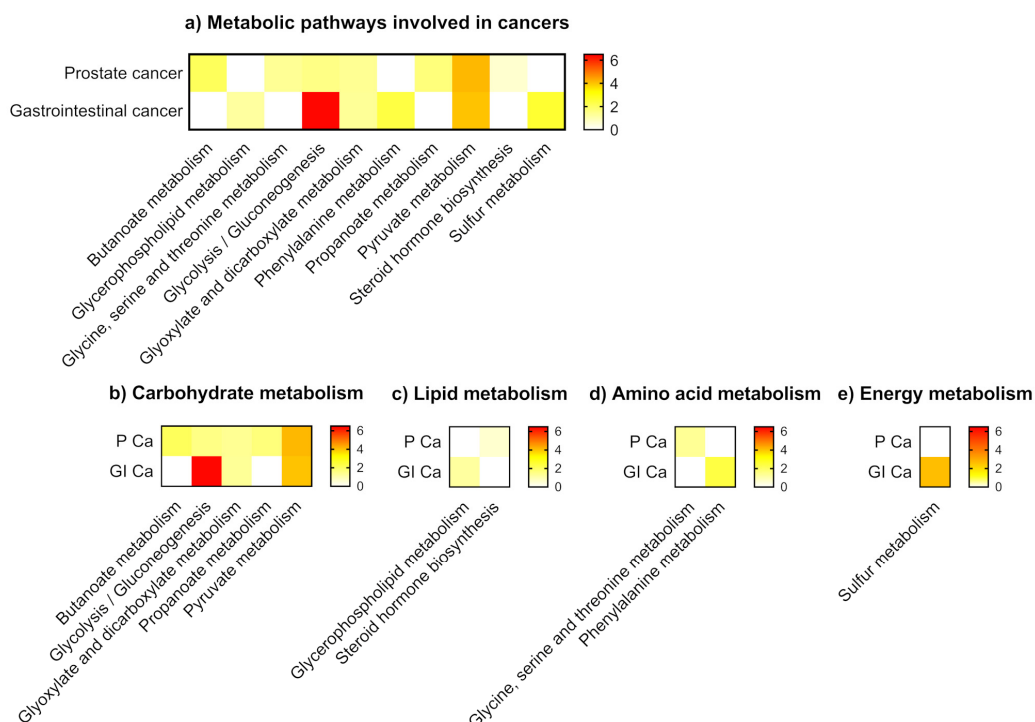 a) Metabolic pathways involved in cancers
Prostate cancer
Gastrointestinal cancer
6
4
2
0
Butanoate metabolism
Glycerophospholipid metabolism
Glycine, serine and threonine metabolism
Glycolysis / Gluconeogenesis
Glyoxylate and dicarboxylate metabolism
Phenylalanine metabolism
Propanoate metabolism
Pyruvate metabolism
Steroid hormone biosynthesis
Sulfur metabolism
b) Carbohydrate metabolism
P Ca
GI Ca
6
4
2
0
Butanoate metabolism
Glycolysis / Gluconeogenesis
Glyoxylate and dicarboxylate metabolism
Propanoate metabolism
Pyruvate metabolism
c) Lipid metabolism
P Ca
GI Ca
6
4
2
0
Glycerophospholipid metabolism
Steroid hormone biosynthesis
d) Amino acid metabolism
P Ca
GI Ca
6
4
2
0
Glycine, serine and threonine metabolism
Phenylalanine metabolism
e) Energy metabolism
P Ca
GI Ca
6
4
2
0
Sulfur metabolism